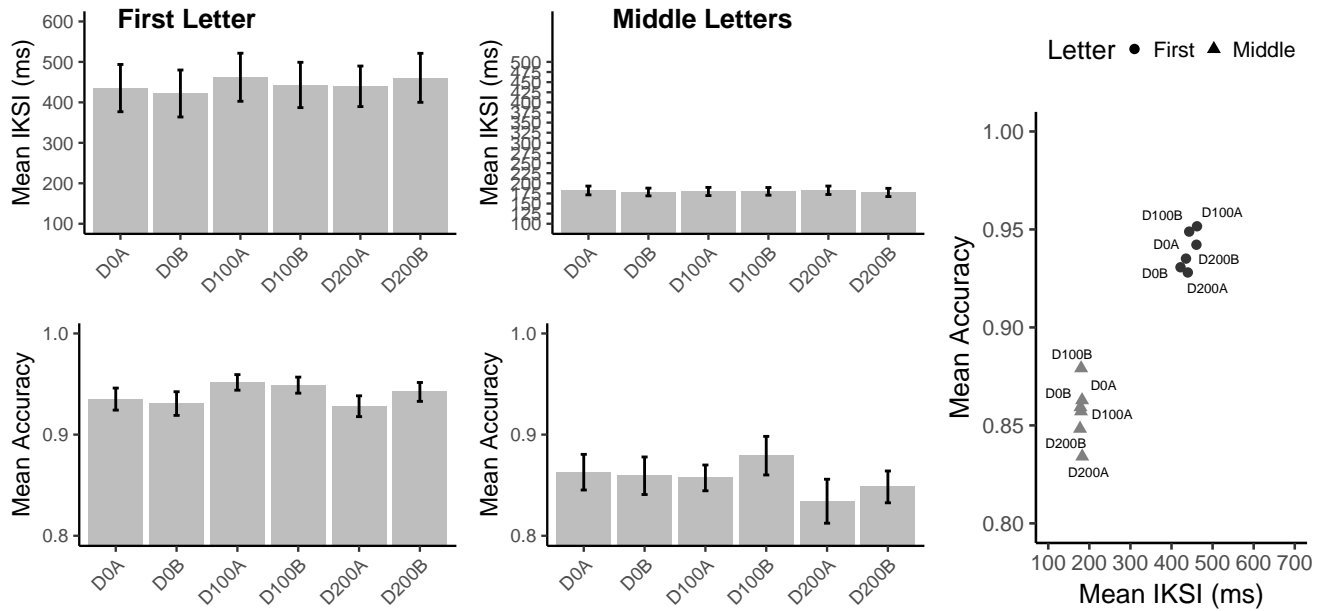 First Letter
Mean IKSI (ms)
600
500
400
300
200
100
D0A
D0B
D100A
D100B
D200A
D200B
Middle Letters
Mean IKSI (ms)
500
475
450
425
400
375
350
325
300
275
250
225
200
175
150
125
100
D0A
D0B
D100A
D100B
D200A
D200B
Mean Accuracy
1.0
0.9
0.8
D0A
D0B
D100A
D100B
D200A
D200B
Mean Accuracy
1.0
0.9
0.8
D0A
D0B
D100A
D100B
D200A
D200B
Letter First Middle
Mean Accuracy
1.00
0.95
0.90
0.85
0.80
D100B D100A
D0A
D200B
D0B
D200A
D100B
D0A
D0B
D100A
D200B
D200A
100 200 300 400 500 600 700
Mean IKSI (ms)